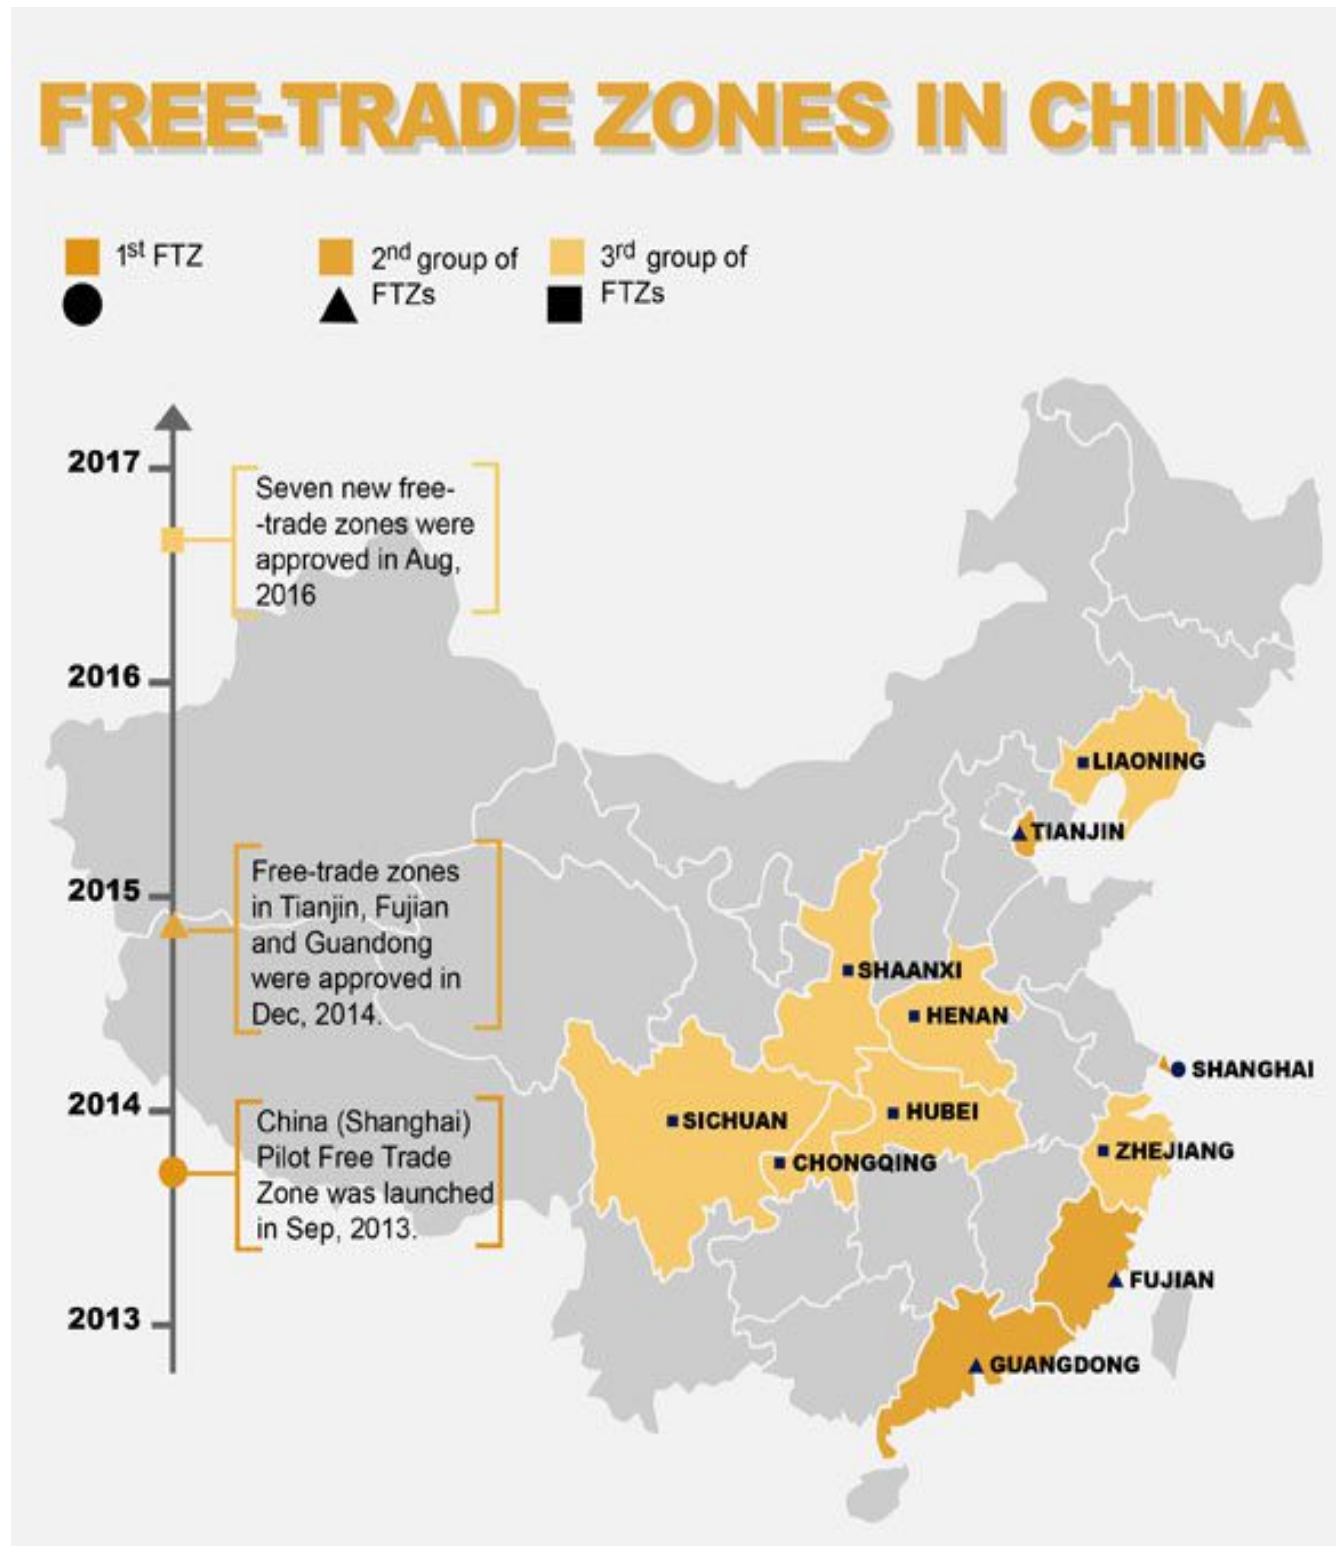 FREE-TRADE ZONES IN CHINA
1st FTZ
2nd group of
FTZs
3rd group of
FTZs
2017
Seven new free-
-trade zones were
approved in Aug,
2016
2016
2015
Free-trade zones
in Tianjin, Fujian
and Guandong
were approved in
Dec, 2014.
2014
China (Shanghai)
Pilot Free Trade
Zone was launched
in Sep, 2013.
2013
LIAONING
TIANJIN
SHAANXI
HENAN
SHANGHAI
HUBEI
SICHUAN
ZHEJIANG
CHONGQING
FUJIAN
GUANGDONG